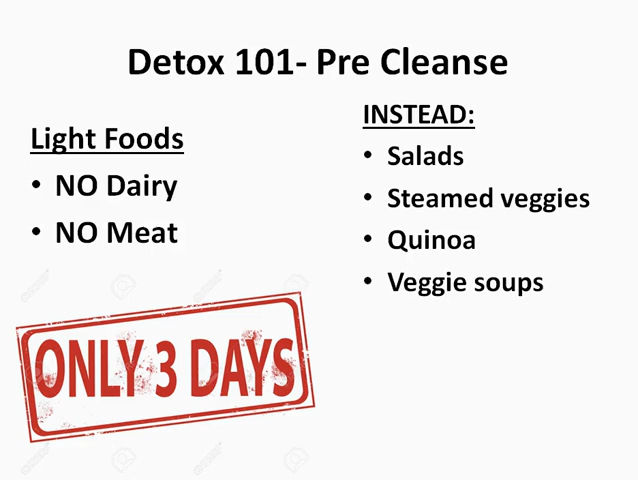 Detox 101- Pre Cleanse
Light Foods
• NO Dairy
• NO Meat
INSTEAD:
• Salads
• Steamed veggies
• Quinoa
• Veggie soups
ONLY 3 DAYS